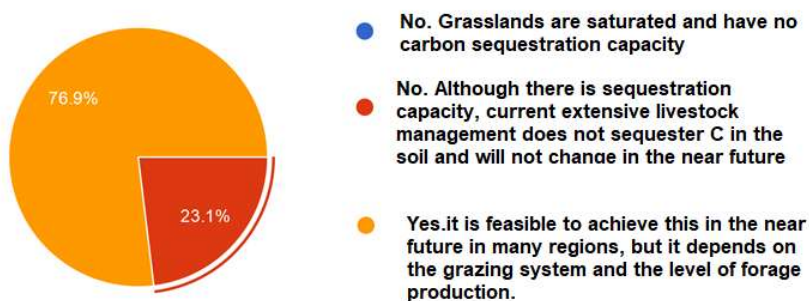 76.9%
23.1%
No. Grasslands are saturated and have no
carbon sequestration capacity
No. Although there is sequestration
capacity, current extensive livestock
management does not sequester C in the
soil and will not change in the near future
Yes.it is feasible to achieve this in the near
future in many regions, but it depends on
the grazing system and the level of forage
production.